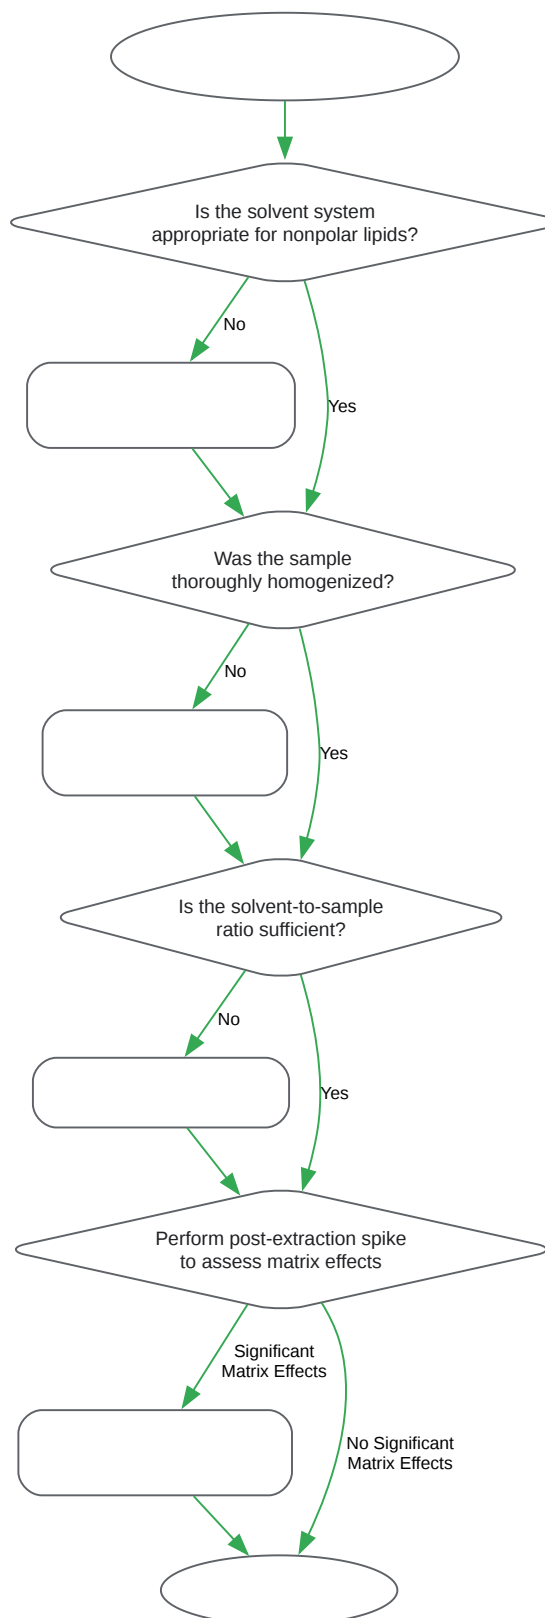 Is the solvent system
appropriate for nonpolar lipids?
No
Yes
Was the sample
thoroughly homogenized?
No
Yes
Is the solvent-to-sample
ratio sufficient?
No
Yes
Perform post-extraction spike
to assess matrix effects
Significant
Matrix Effects
No Significant
Matrix Effects